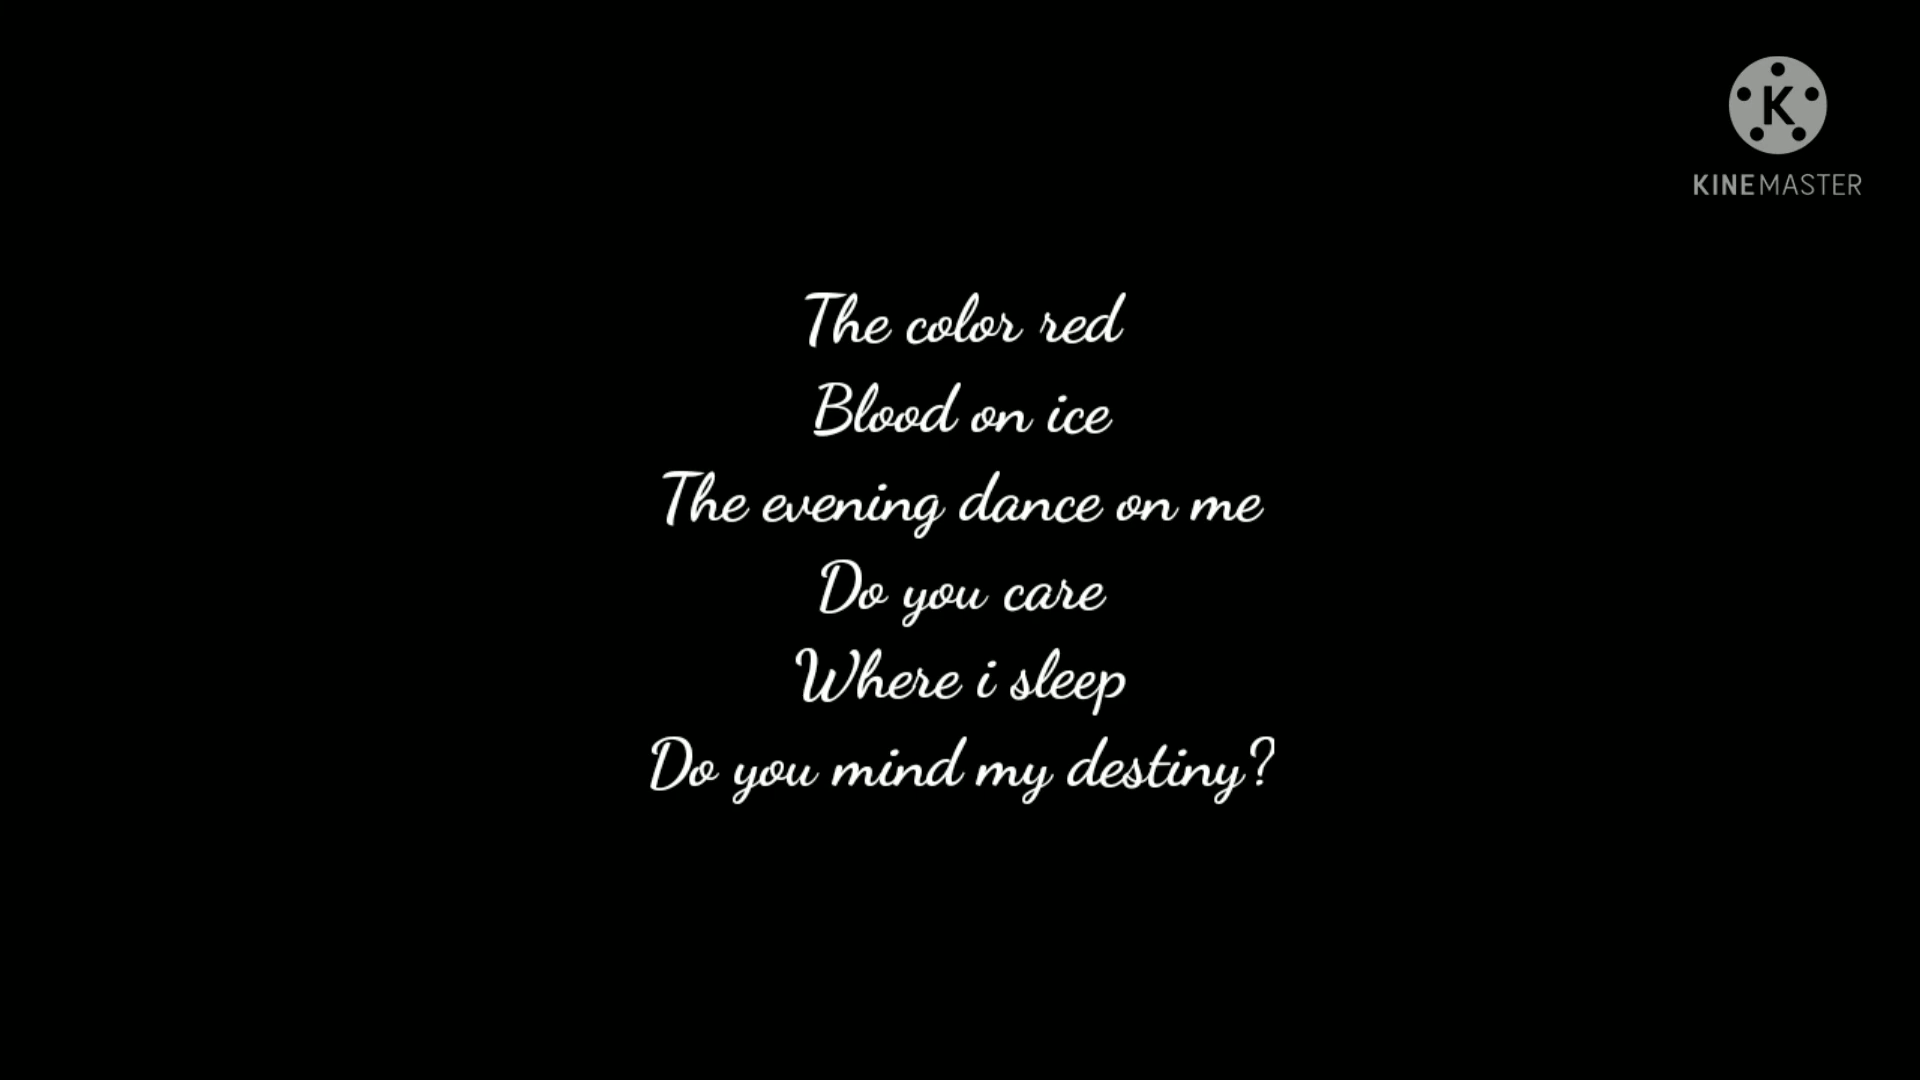 K
KINEMASTER
The color red
Blood on ice
The evening dance on me
Do you care
Where i sleep
Do you mind my destiny?